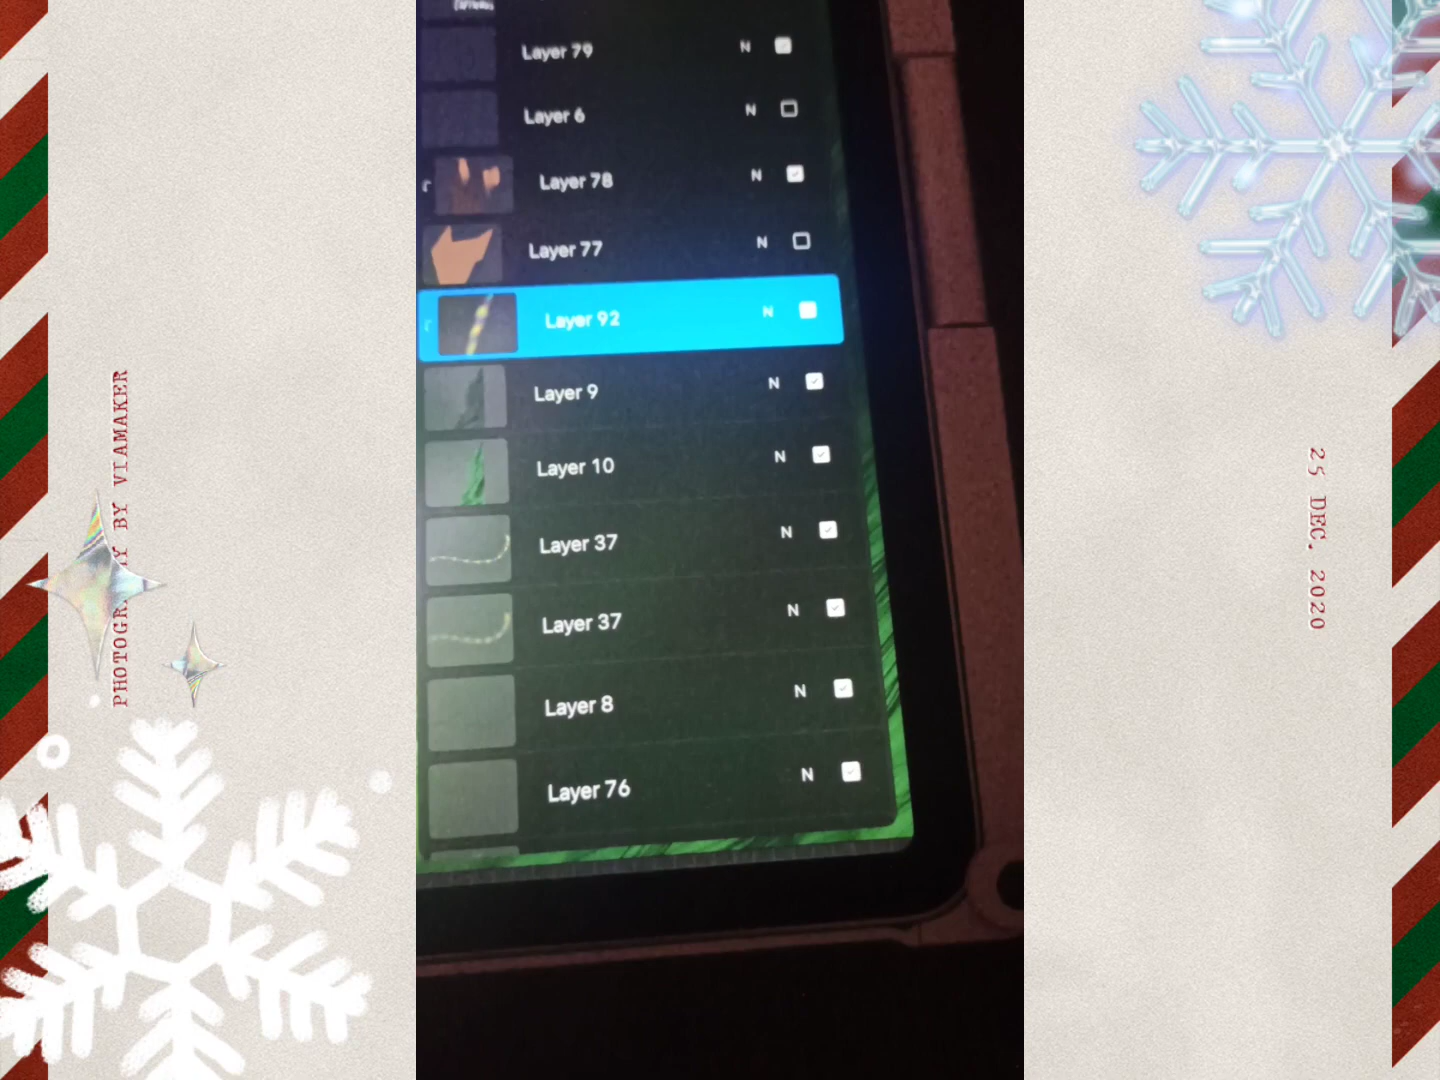 Layer 79 N
Layer 6 N
Layer 78 N
Layer 77 N
Layer 92 N
Layer 9 N
Layer 10 N
Layer 37 N
Layer 37 N
Layer 8 N
Layer 76 N
PHOTOGRAPHY BY VIAMAKER
25 DEC, 2020